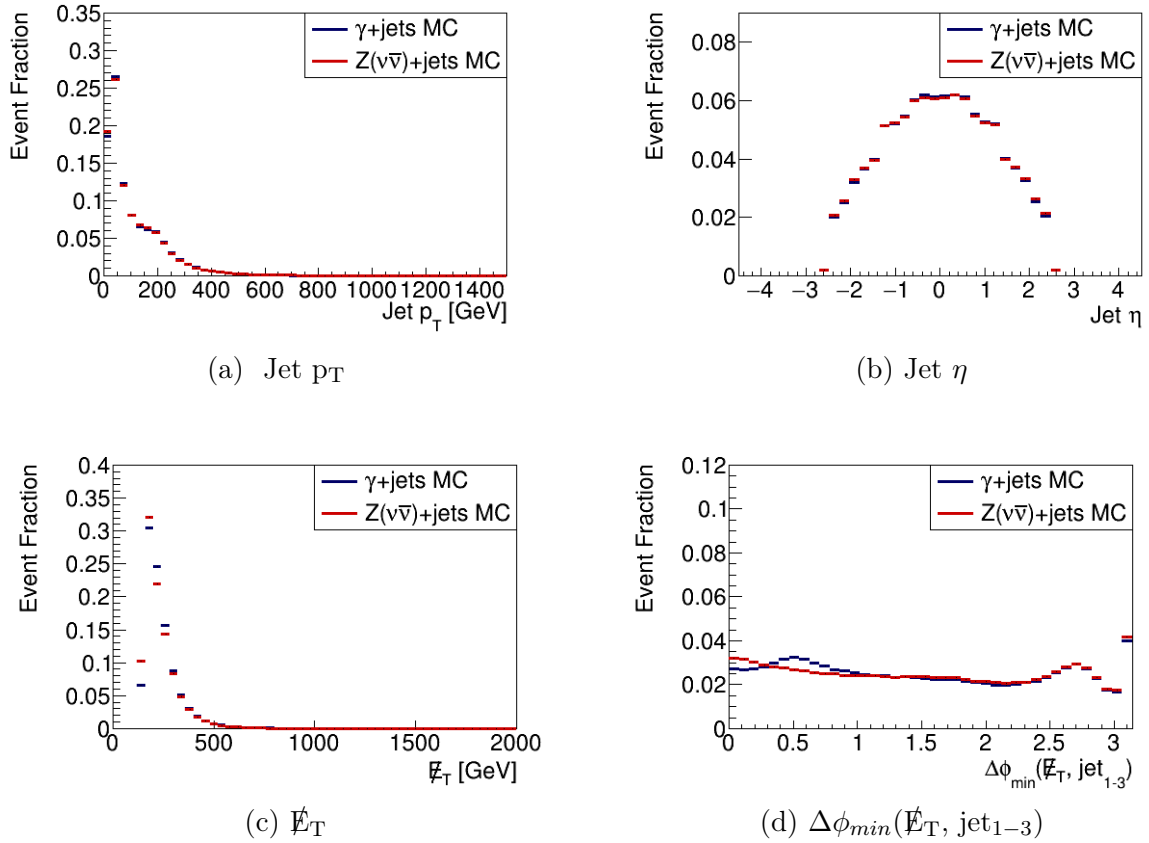 Event Fraction
0.35
0.3
0.25
0.2
0.15
0.1
0.05
0
γ+jets MC
Z(νν̅)+jets MC
0 200 400 600 800 1000 1200 1400
Jet p_T [GeV]
(a) Jet p_T
Event Fraction
0.08
0.06
0.04
0.02
0
γ+jets MC
Z(νν̅)+jets MC
−4 −3 −2 −1 0 1 2 3 4
Jet η
(b) Jet η
Event Fraction
0.4
0.35
0.3
0.25
0.2
0.15
0.1
0.05
0
γ+jets MC
Z(νν̅)+jets MC
0 500 1000 1500 2000
E̸_T [GeV]
(c) E̸_T
Event Fraction
0.12
0.1
0.08
0.06
0.04
0.02
0
γ+jets MC
Z(νν̅)+jets MC
0 0.5 1 1.5 2 2.5 3
Δϕ_min(E̸_T, jet_1-3)
(d) Δϕ_min(E̸_T, jet_1−3)